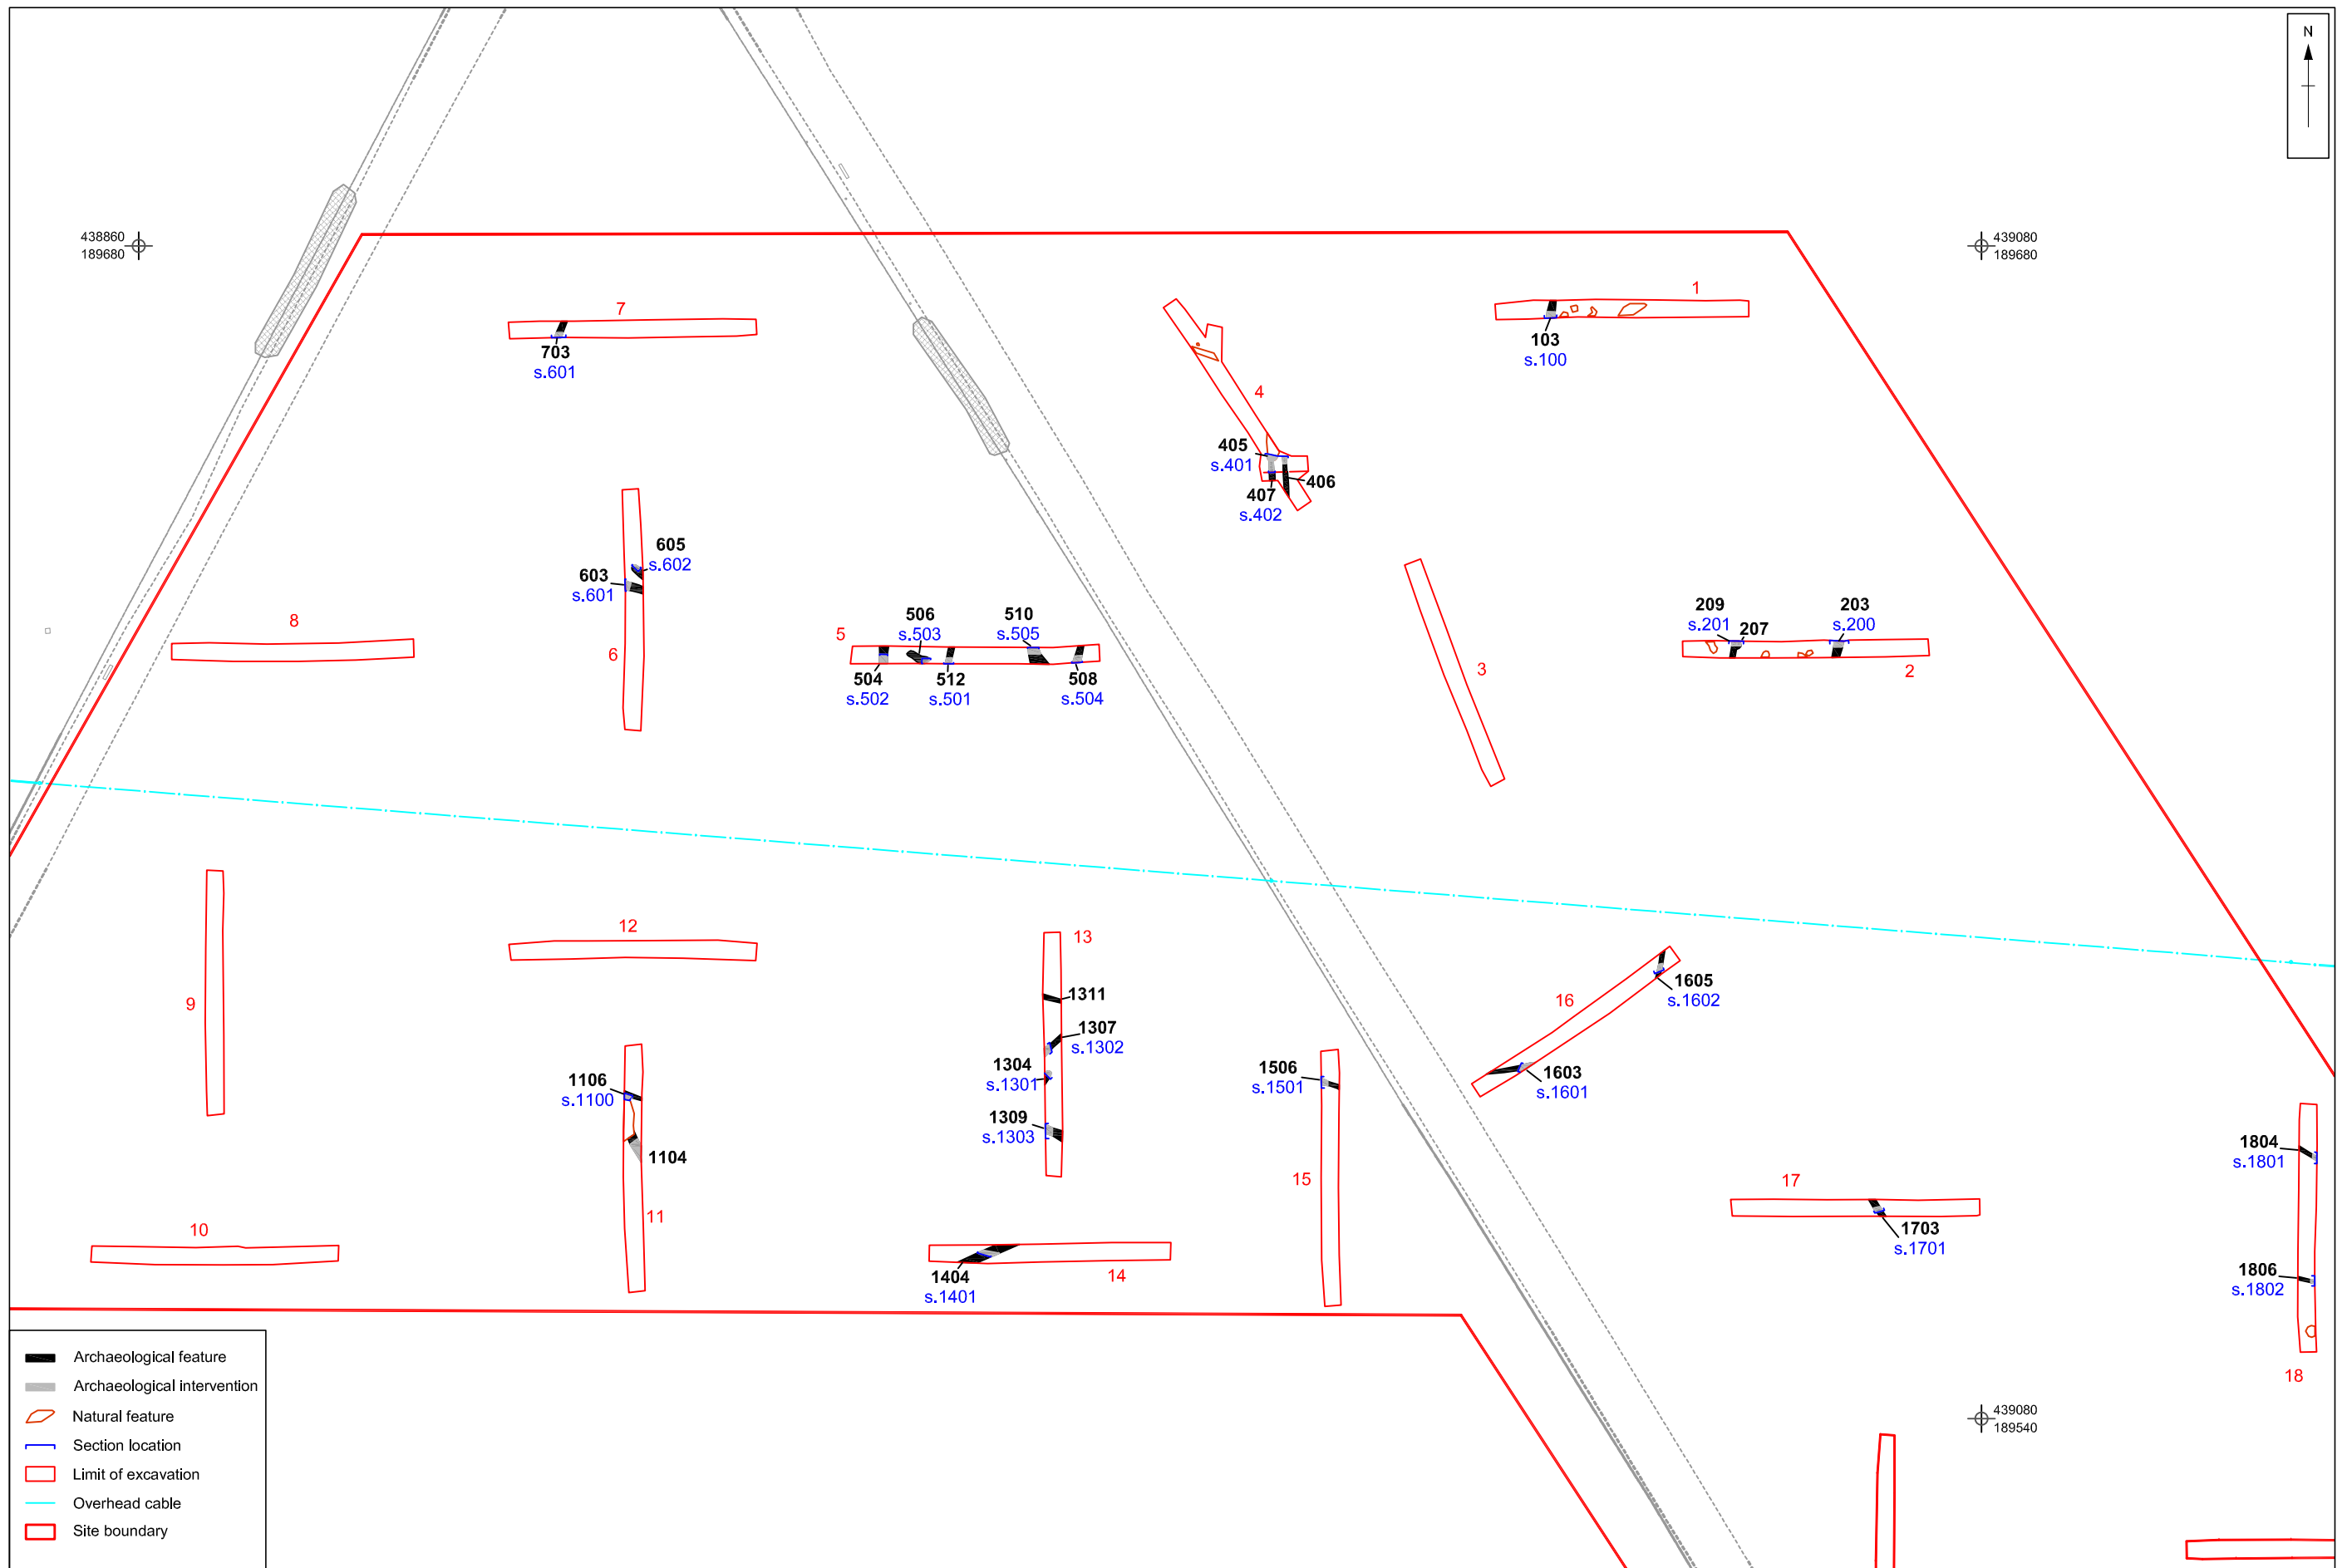 N
438860
189680
439080
189680
7
703
s.601
1
103
s.100
4
405
s.401
406
407
s.402
605
s.602
603
s.601
6
8
5
506
s.503
510
s.505
504
s.502
512
s.501
508
s.504
3
209
s.201
207
203
s.200
2
9
12
13
1311
1307
s.1302
1304
s.1301
1309
s.1303
16
1605
s.1602
1603
s.1601
1506
s.1501
15
1106
s.1100
1104
11
10
1404
s.1401
14
17
1703
s.1701
1804
s.1801
1806
s.1802
18
439080
189540
Archaeological feature
Archaeological intervention
Natural feature
Section location
Limit of excavation
Overhead cable
Site boundary